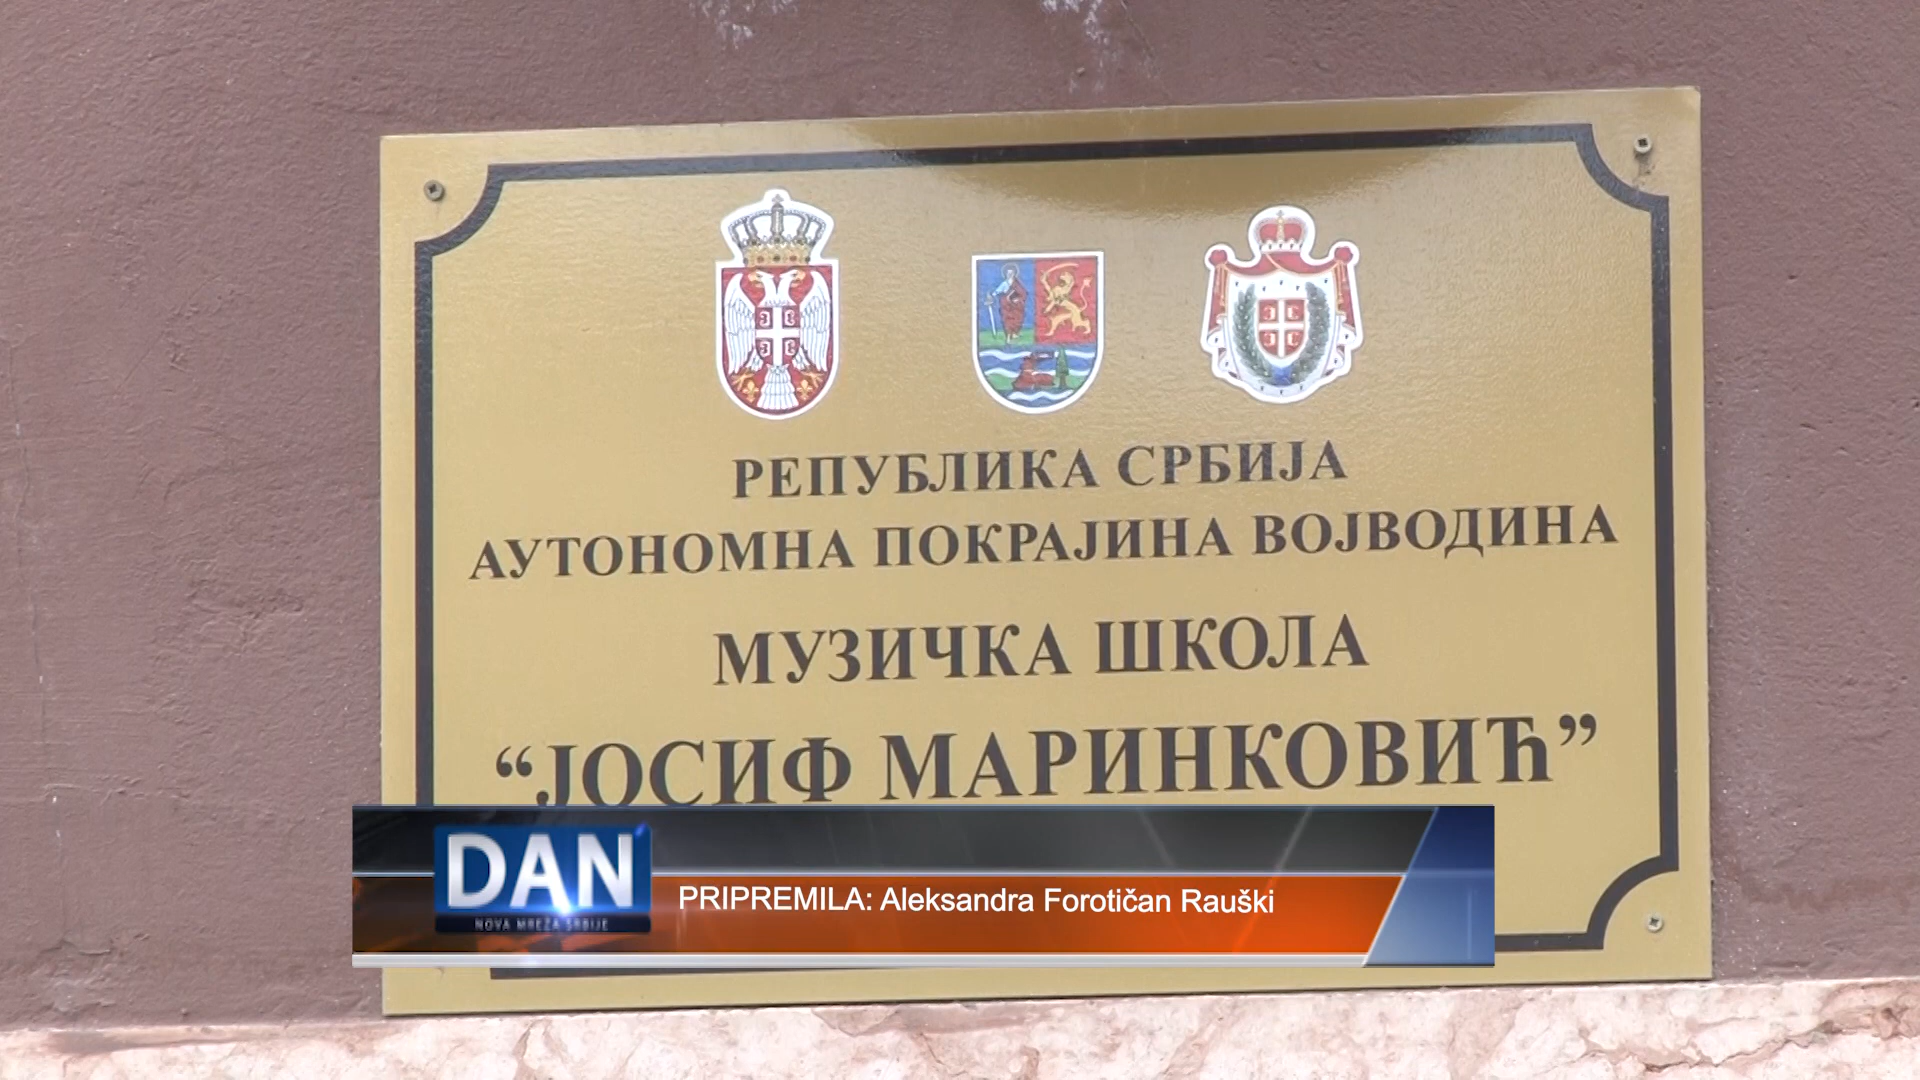 РЕПУБЛИКА СРБИЈА
АУТОНОМНА ПОКРАЈИНА ВОЈВОДИНА
МУЗИЧКА ШКОЛА
“ЈОСИФ МАРИНКОВИЋ”
DAN
NOVA MREŽA SRBIJE
PRIPREMILA: Aleksandra Forotičan Rauški